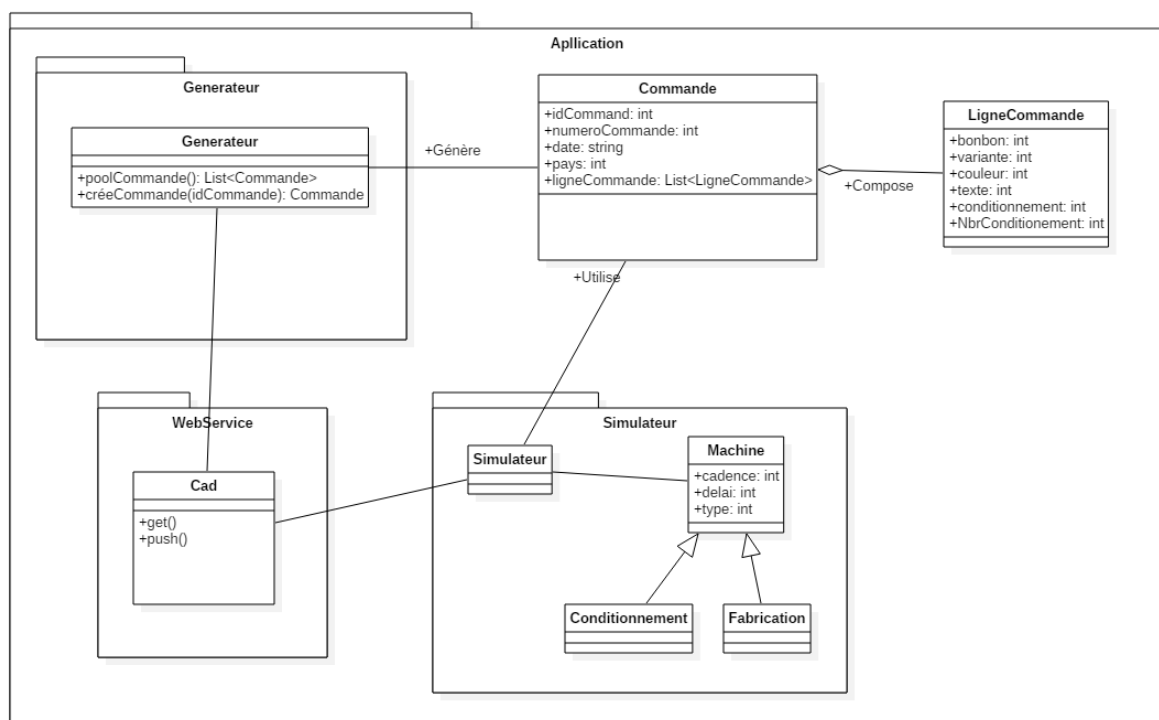 Apllication
Generateur
Generateur
+poolCommande(): List<Commande>
+créeCommande(idCommande): Commande
+Génère
Commande
+idCommand: int
+numeroCommande: int
+date: string
+pays: int
+ligneCommande: List<LigneCommande>
+Compose
LigneCommande
+bonbon: int
+variante: int
+couleur: int
+texte: int
+conditionnement: int
+NbrConditionement: int
+Utilise
WebService
Cad
+get()
+push()
Simulateur
Simulateur
Machine
+cadence: int
+delai: int
+type: int
Conditionnement
Fabrication